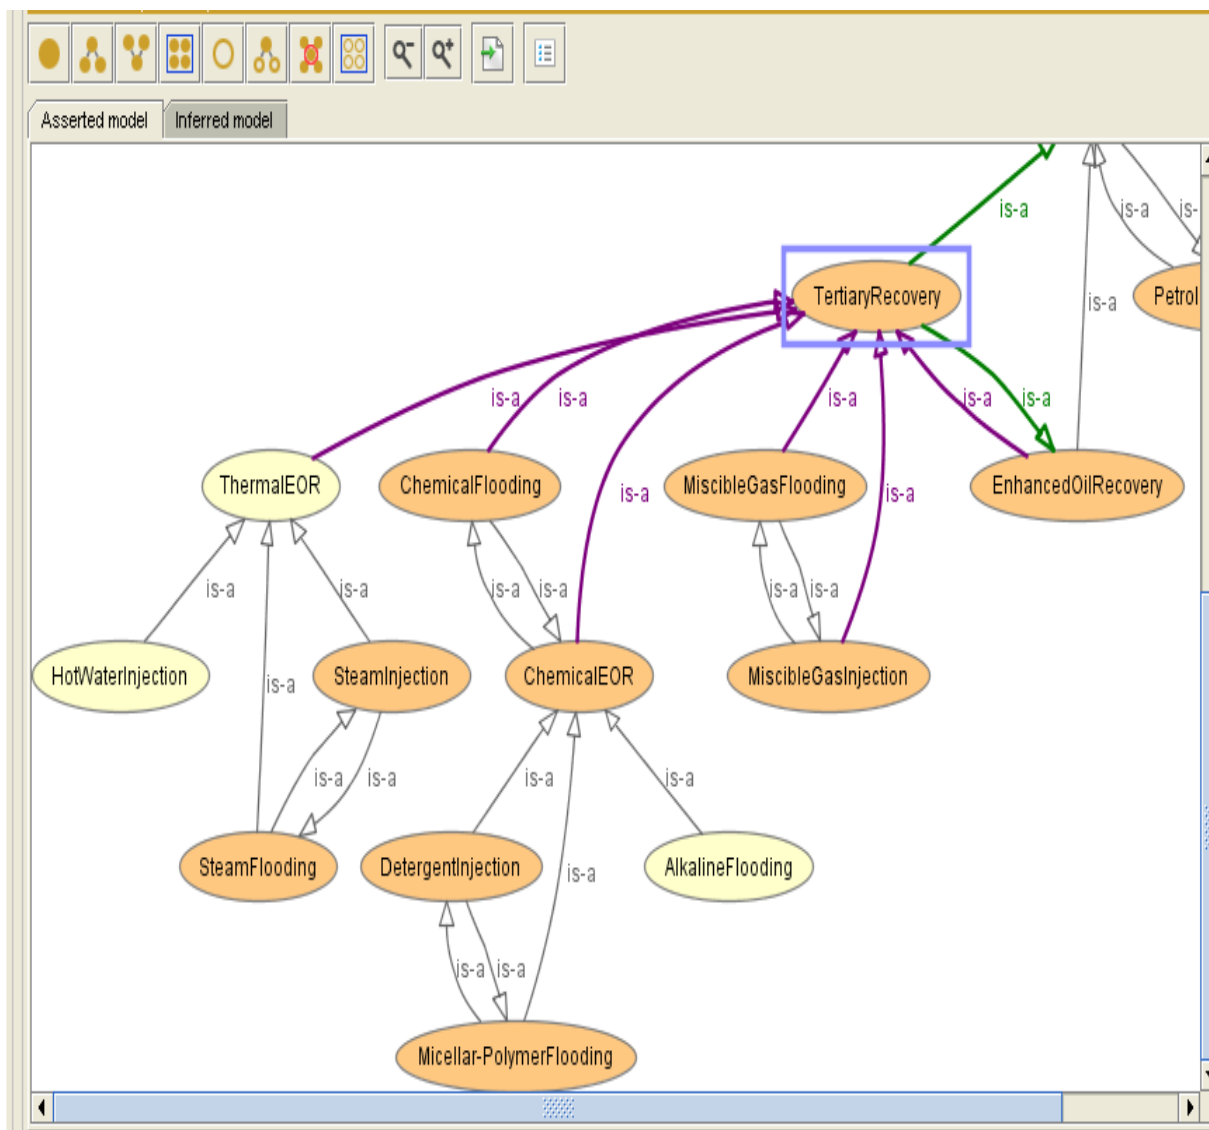 Asserted model
Inferred model
is-a
is-a
is-
TertiaryRecovery
Petrol
is-a
is-a
is-a
is-a
is-a
is-a
ThermalEOR
ChemicalFlooding
MiscibleGasFlooding
EnhancedOilRecovery
is-a
is-a
is-a
is-a
is-a
is-a
is-a
is-a
HotWaterInjection
SteamInjection
ChemicalEOR
MiscibleGasInjection
is-a
is-a
is-a
is-a
is-a
SteamFlooding
DetergentInjection
AlkalineFlooding
is-a
is-a
is-a
Micellar-PolymerFlooding